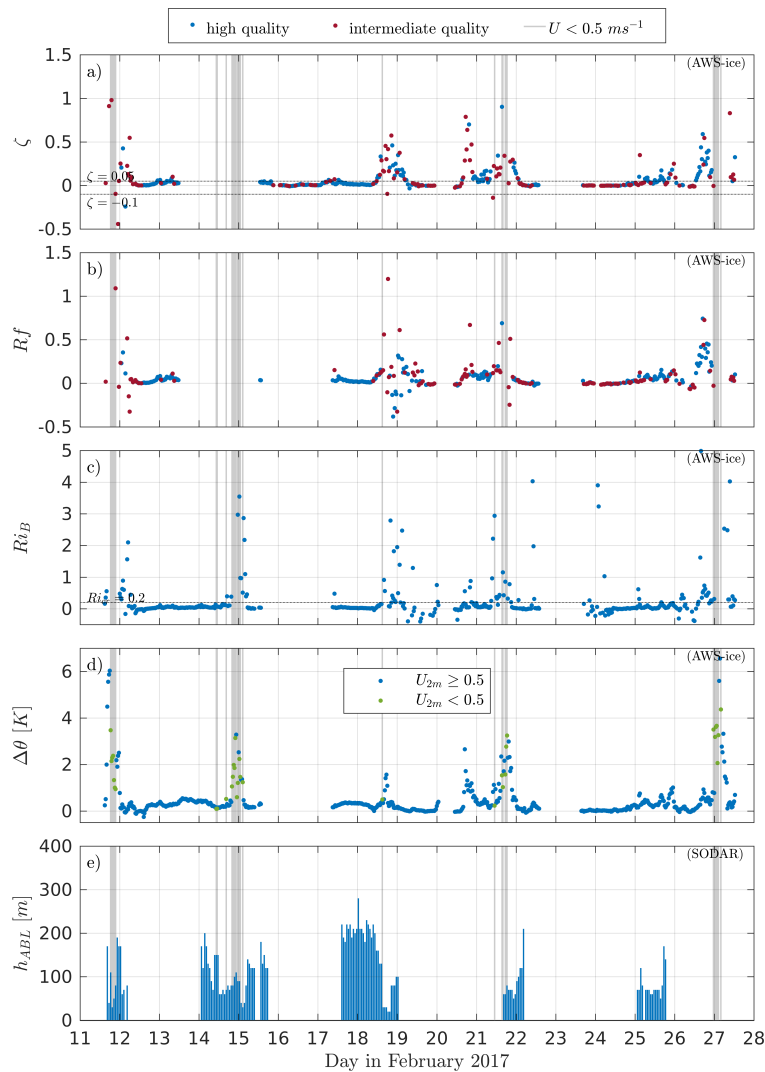 high quality intermediate quality U < 0.5 ms⁻¹
a) (AWS-ice)
1.5
1
0.5
0
-0.5
ζ
ζ = 0.05
ζ = −0.1
b) (AWS-ice)
1.5
1
0.5
0
-0.5
Rf
c) (AWS-ice)
5
4
3
2
1
0
Ri_B
= 0.2
d) (AWS-ice)
6
4
2
0
Δθ [K]
U₂ₘ ≥ 0.5
U₂ₘ < 0.5
e) (SODAR)
400
300
200
100
0
h_ABL [m]
11 12 13 14 15 16 17 18 19 20 21 22 23 24 25 26 27 28
Day in February 2017